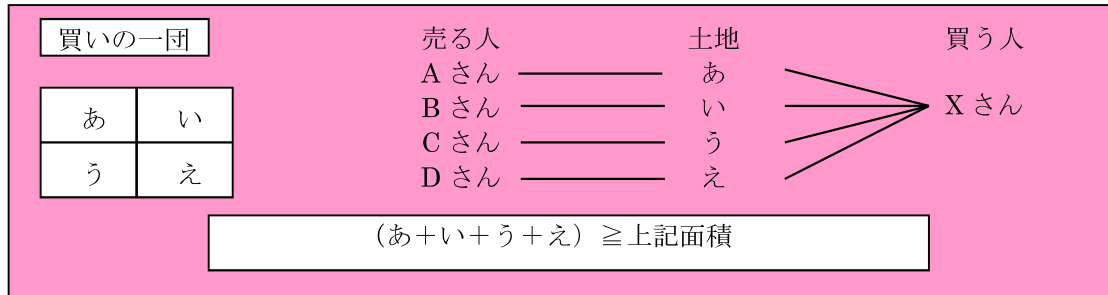 買いの一団
売る人 土地 買う人
Aさん あ
Bさん い Xさん
Cさん う
Dさん え
あ い
う え
(あ+い+う+え)≧上記面積